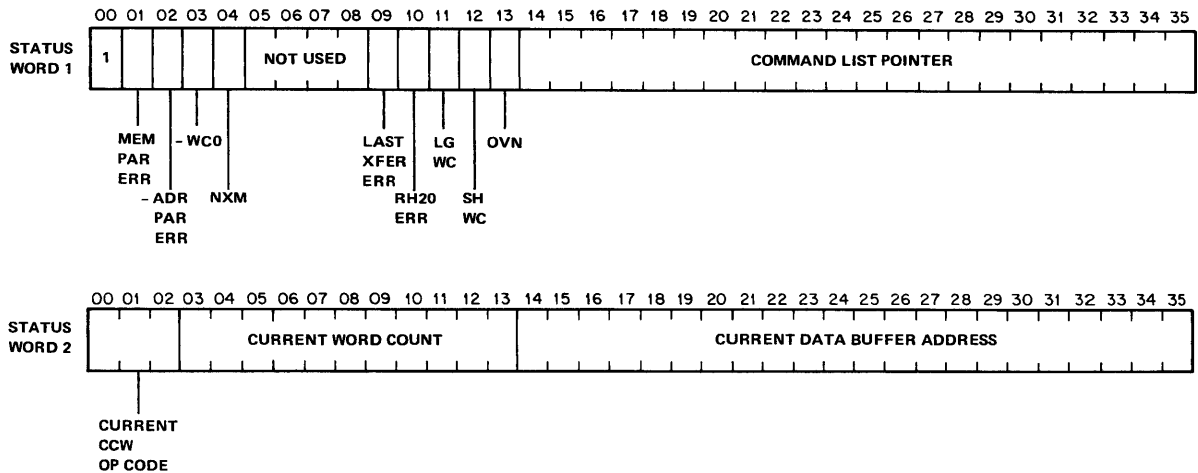 00 01 02 03 04 05 06 07 08 09 10 11 12 13 14 15 16 17 18 19 20 21 22 23 24 25 26 27 28 29 30 31 32 33 34 35
STATUS
WORD 1
1
NOT USED
COMMAND LIST POINTER
MEM
PAR
ERR
– ADR
PAR
ERR
– WC0
NXM
LAST
XFER
ERR
RH20
ERR
LG
WC
SH
WC
OVN
00 01 02 03 04 05 06 07 08 09 10 11 12 13 14 15 16 17 18 19 20 21 22 23 24 25 26 27 28 29 30 31 32 33 34 35
STATUS
WORD 2
CURRENT WORD COUNT
CURRENT DATA BUFFER ADDRESS
CURRENT
CCW
OP CODE